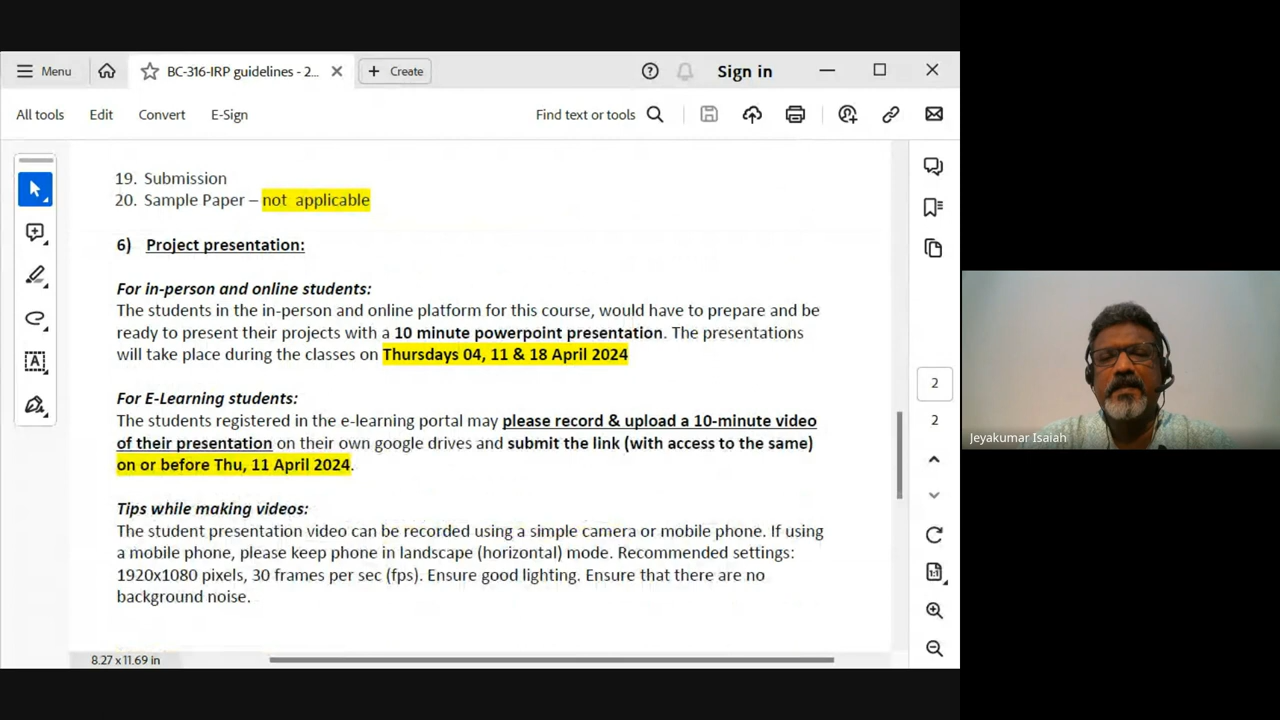 Menu
BC-316-IRP guidelines - 2...
Create
Sign in
All tools
Edit
Convert
E-Sign
Find text or tools
19. Submission
20. Sample Paper – not applicable
6) Project presentation:
For in-person and online students:
The students in the in-person and online platform for this course, would have to prepare and be
ready to present their projects with a 10 minute powerpoint presentation. The presentations
will take place during the classes on Thursdays 04, 11 & 18 April 2024
For E-Learning students:
The students registered in the e-learning portal may please record & upload a 10-minute video
of their presentation on their own google drives and submit the link (with access to the same)
on or before Thu, 11 April 2024.
Tips while making videos:
The student presentation video can be recorded using a simple camera or mobile phone. If using
a mobile phone, please keep phone in landscape (horizontal) mode. Recommended settings:
1920x1080 pixels, 30 frames per sec (fps). Ensure good lighting. Ensure that there are no
background noise.
8.27 x 11.69 in
2
2
1:1
Jeyakumar Isaiah